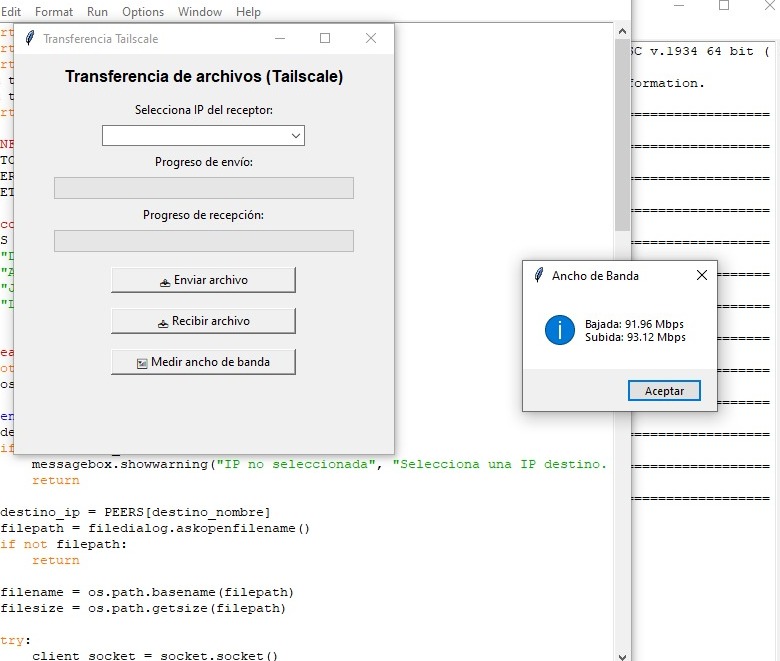 Edit Format Run Options Window Help
Transferencia Tailscale
Transferencia de archivos (Tailscale)
Selecciona IP del receptor:
Progreso de envío:
Progreso de recepción:
Enviar archivo
Recibir archivo
Medir ancho de banda
SC v.1934 64 bit (
formation.
Ancho de Banda
Bajada: 91.96 Mbps
Subida: 93.12 Mbps
Aceptar
messagebox.showwarning("IP no seleccionada", "Selecciona una IP destino.
return
destino_ip = PEERS[destino_nombre]
filepath = filedialog.askopenfilename()
if not filepath:
return
filename = os.path.basename(filepath)
filesize = os.path.getsize(filepath)
try:
client_socket = socket.socket()